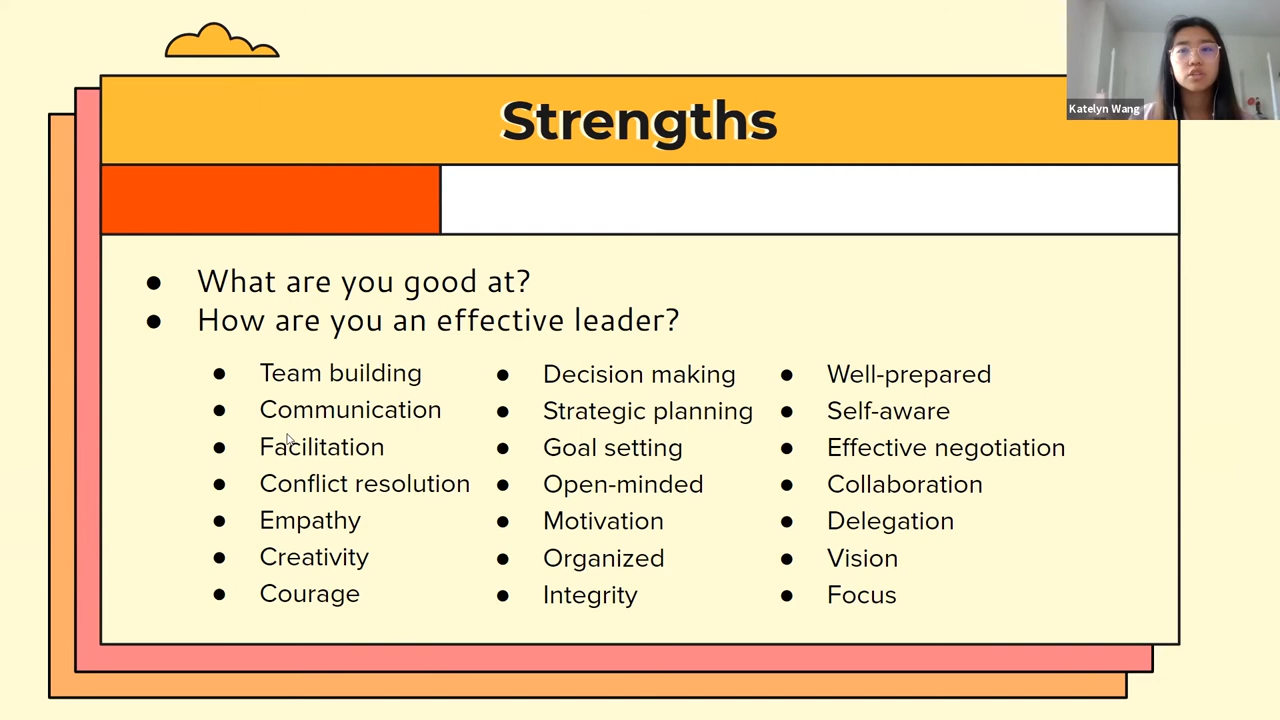 Strengths
Katelyn Wang
● What are you good at?
● How are you an effective leader?
● Team building
● Communication
● Facilitation
● Conflict resolution
● Empathy
● Creativity
● Courage
● Decision making
● Strategic planning
● Goal setting
● Open-minded
● Motivation
● Organized
● Integrity
● Well-prepared
● Self-aware
● Effective negotiation
● Collaboration
● Delegation
● Vision
● Focus